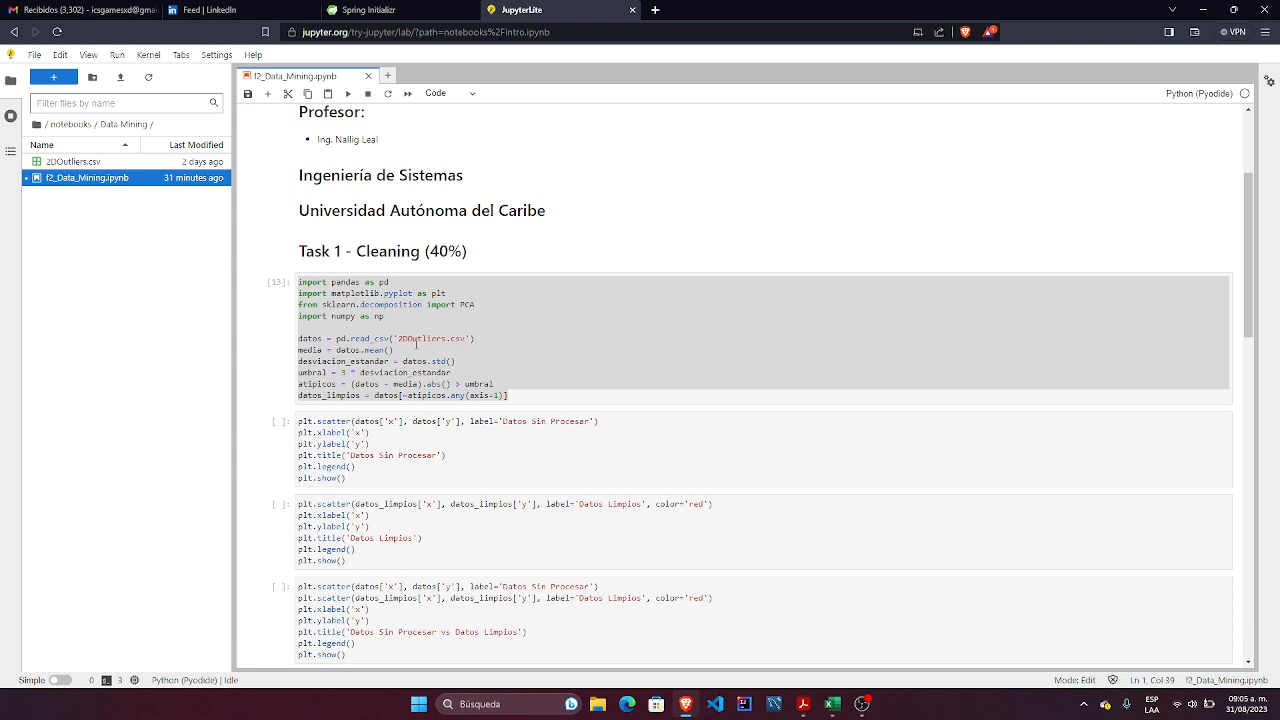 Recibidos (3,302) - icsgamesxd@gmai
Feed | LinkedIn
Spring Initializr
JupyterLite
jupyter.org/try-jupyter/lab/?path=notebooks%2FIntro.ipynb
1
VPN
File Edit View Run Kernel Tabs Settings Help
f2_Data_Mining.ipynb
Code
Python (Pyodide)
Filter files by name
/ notebooks / Data Mining /
Name Last Modified
2DOutliers.csv 2 days ago
f2_Data_Mining.ipynb 31 minutes ago
Profesor:
• Ing. Nallig Leal
Ingeniería de Sistemas
Universidad Autónoma del Caribe
Task 1 - Cleaning (40%)
[13]:
import pandas as pd
import matplotlib.pyplot as plt
from sklearn.decomposition import PCA
import numpy as np
datos = pd.read_csv('2DOutliers.csv')
media = datos.mean()
desviacion_estandar = datos.std()
umbral = 3 * desviacion_estandar
atipicos = (datos - media).abs() > umbral
datos_limpios = datos[~atipicos.any(axis=1)]
[ ]:
plt.scatter(datos['x'], datos['y'], label='Datos Sin Procesar')
plt.xlabel('x')
plt.ylabel('y')
plt.title('Datos Sin Procesar')
plt.legend()
plt.show()
[ ]:
plt.scatter(datos_limpios['x'], datos_limpios['y'], label='Datos Limpios', color='red')
plt.xlabel('x')
plt.ylabel('y')
plt.title('Datos Limpios')
plt.legend()
plt.show()
[ ]:
plt.scatter(datos['x'], datos['y'], label='Datos Sin Procesar')
plt.scatter(datos_limpios['x'], datos_limpios['y'], label='Datos Limpios', color='red')
plt.xlabel('x')
plt.ylabel('y')
plt.title('Datos Sin Procesar vs Datos Limpios')
plt.legend()
plt.show()
Simple 0 3 Python (Pyodide) | Idle Mode: Edit Ln 1, Col 39 f2_Data_Mining.ipynb
Búsqueda
ESP
LAA
09:05 a. m.
31/08/2023